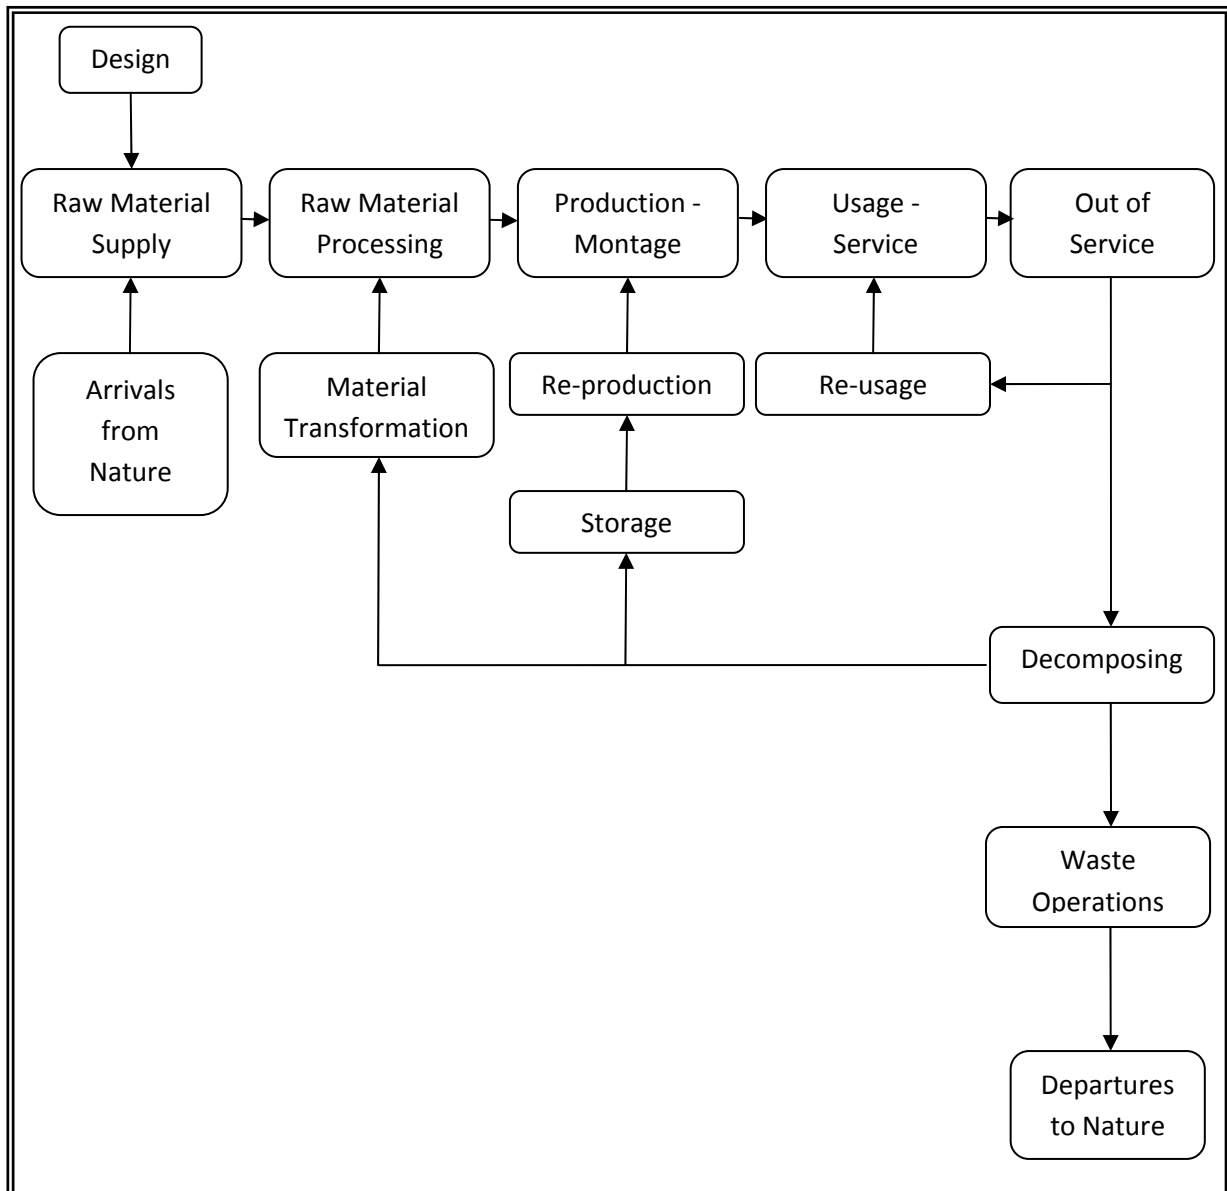 Design
Raw Material
Supply
Raw Material
Processing
Production -
Montage
Usage -
Service
Out of
Service
Arrivals
from
Nature
Material
Transformation
Re-production
Re-usage
Storage
Decomposing
Waste
Operations
Departures
to Nature